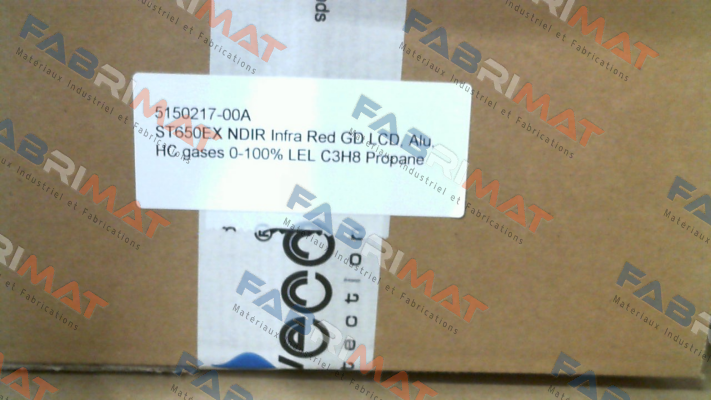 5150217-00A
ST650EX NDIR Infra Red GD LCD Alu.
HC gases 0-100% LEL C3H8 Propane
FABRIMAT
Matériaux Industriel et Fabrications